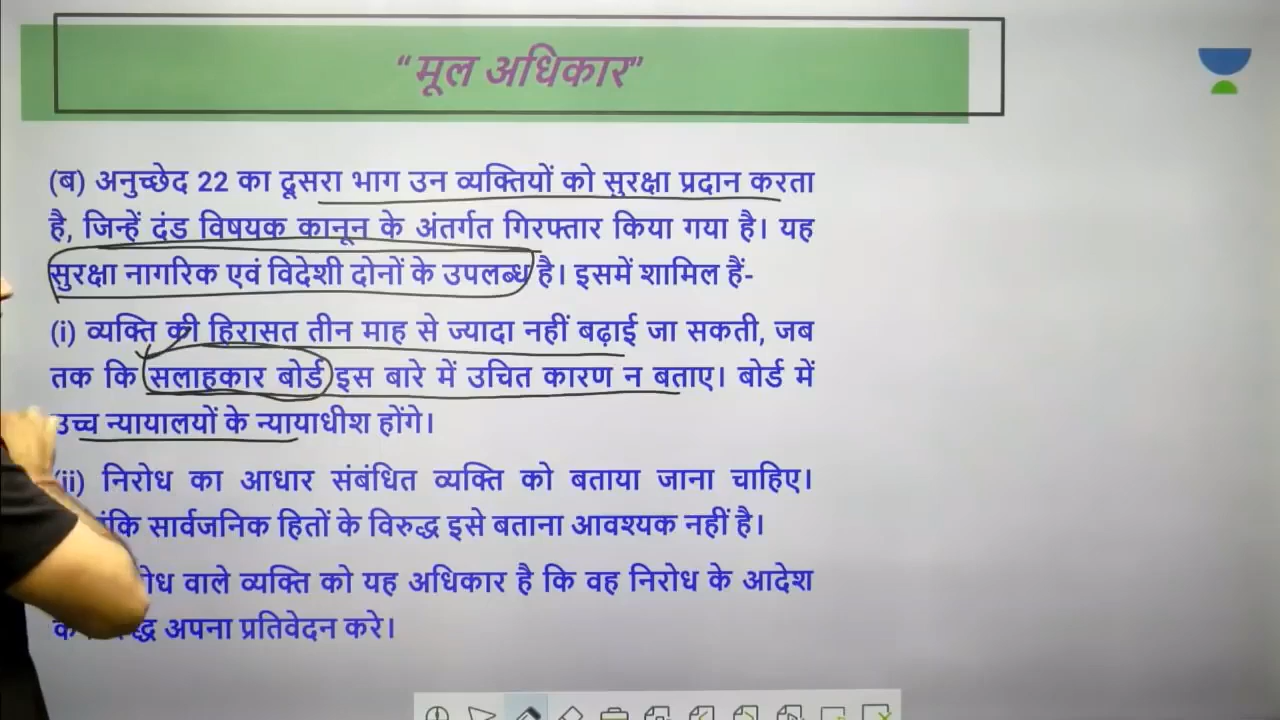 “मूल अधिकार”
(ब) अनुच्छेद 22 का दूसरा भाग उन व्यक्तियों को सुरक्षा प्रदान करता
है, जिन्हें दंड विषयक कानून के अंतर्गत गिरफ्तार किया गया है। यह
सुरक्षा नागरिक एवं विदेशी दोनों के उपलब्ध है। इसमें शामिल हैं-
(i) व्यक्ति की हिरासत तीन माह से ज्यादा नहीं बढ़ाई जा सकती, जब
तक कि सलाहकार बोर्ड इस बारे में उचित कारण न बताए। बोर्ड में
उच्च न्यायालयों के न्यायाधीश होंगे।
(ii) निरोध का आधार संबंधित व्यक्ति को बताया जाना चाहिए।
सार्वजनिक हितों के विरुद्ध इसे बताना आवश्यक नहीं है।
वाले व्यक्ति को यह अधिकार है कि वह निरोध के आदेश
अपना प्रतिवेदन करे।